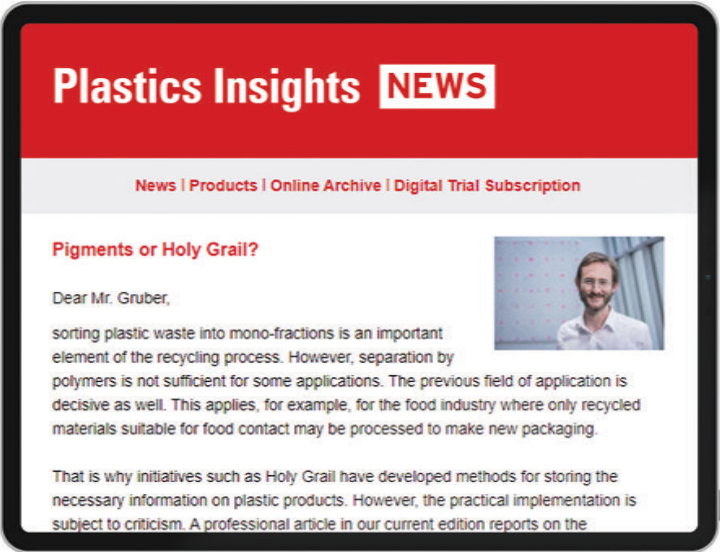 Plastics Insights NEWS
News | Products | Online Archive | Digital Trial Subscription
Pigments or Holy Grail?
Dear Mr. Gruber,
sorting plastic waste into mono-fractions is an important
element of the recycling process. However, separation by
polymers is not sufficient for some applications. The previous field of application is
decisive as well. This applies, for example, for the food industry where only recycled
materials suitable for food contact may be processed to make new packaging.
That is why initiatives such as Holy Grail have developed methods for storing the
necessary information on plastic products. However, the practical implementation is
subject to criticism. A professional article in our current edition reports on the